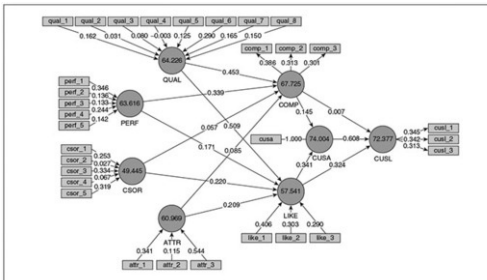 qual_1
qual_2
qual_3
qual_4
qual_5
qual_6
qual_7
qual_8
0.162
0.031
0.080
-0.003
0.125
0.290
0.165
0.150
64.226
QUAL
comp_1
comp_2
comp_3
0.386
0.313
0.301
0.453
67.725
COMP
perf_1
perf_2
perf_3
perf_4
perf_5
0.346
0.136
0.133
0.244
0.142
63.616
PERF
0.339
0.145
0.007
0.057
0.509
cusa
1.000
74.004
CUSA
0.608
72.377
CUSL
0.345
0.342
0.313
cusl_1
cusl_2
cusl_3
csor_1
csor_2
csor_3
csor_4
csor_5
0.253
0.027
0.334
0.067
0.319
49.445
CSOR
0.171
0.085
0.341
0.324
0.220
57.541
LIKE
60.969
ATTR
0.209
0.341
0.115
0.544
attr_1
attr_2
attr_3
0.406
0.303
0.290
like_1
like_2
like_3